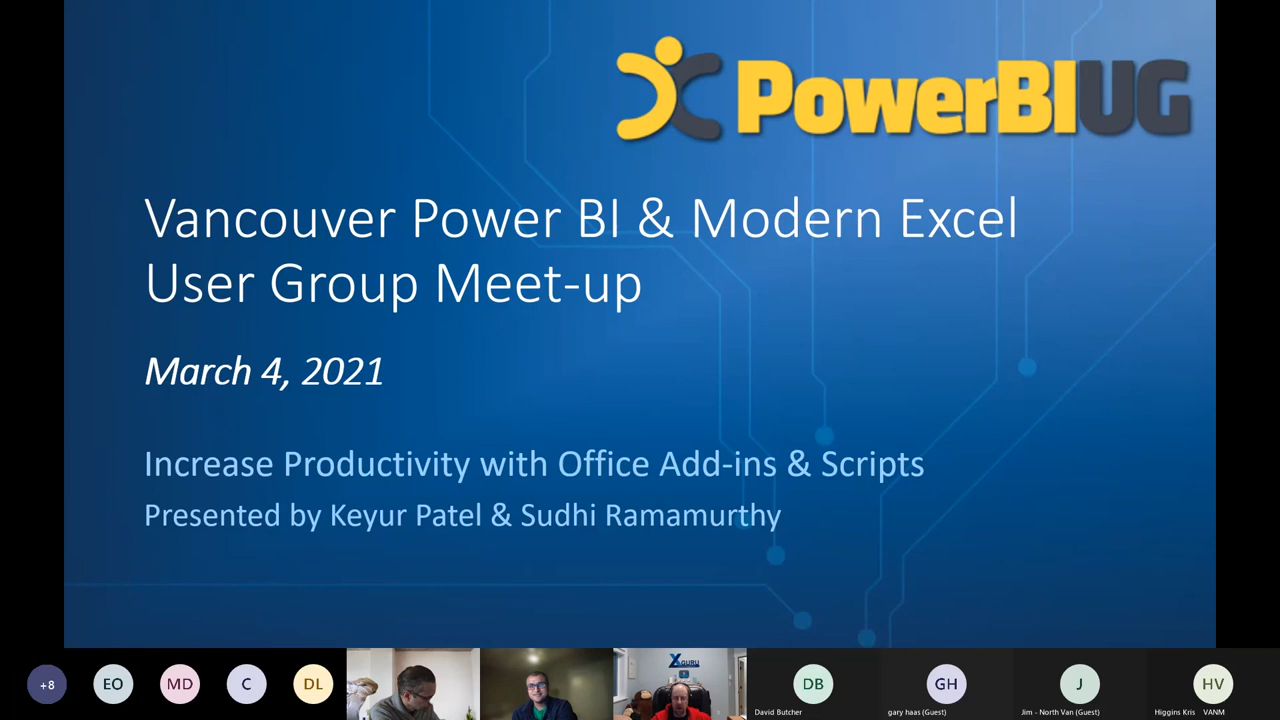 PowerBIUG
Vancouver Power BI & Modern Excel
User Group Meet-up
March 4, 2021
Increase Productivity with Office Add-ins & Scripts
Presented by Keyur Patel & Sudhi Ramamurthy
+8
EO
MD
C
DL
GURU
DB
GH
J
HV
David Butcher
gary haas (Guest)
Jim - North Van (Guest)
Higgins Kris VANM